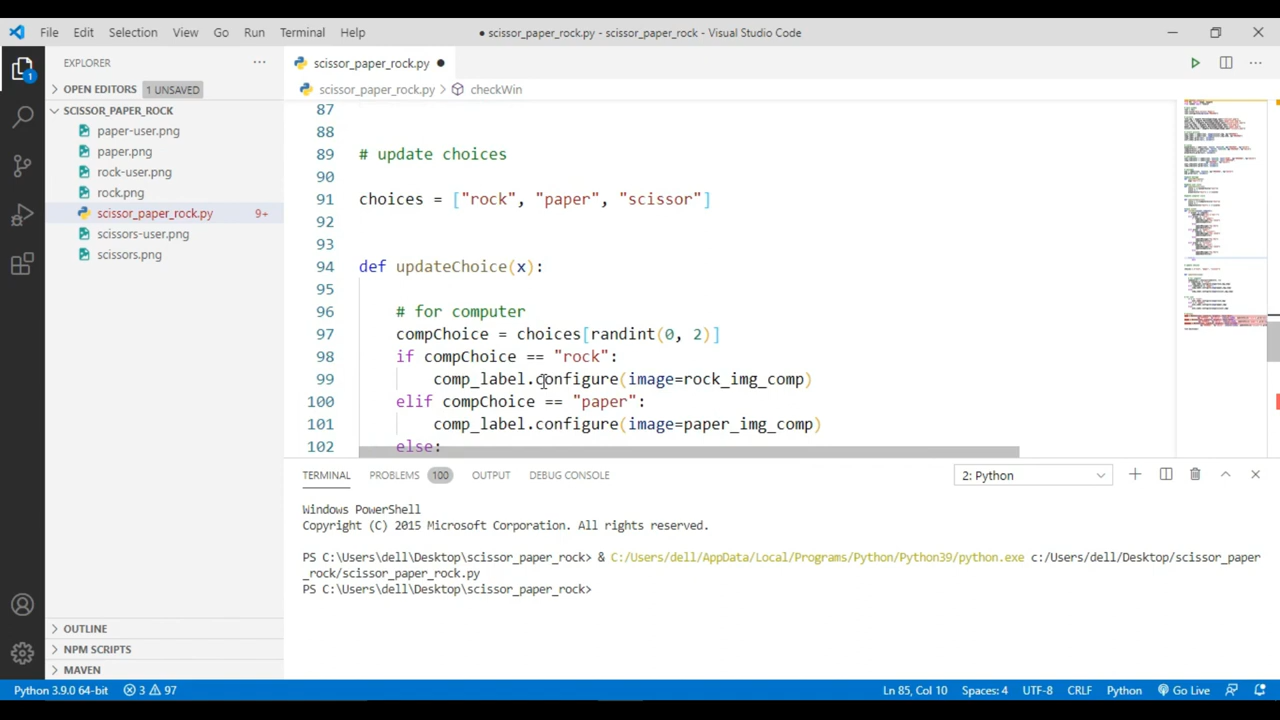 File Edit Selection View Go Run Terminal Help
● scissor_paper_rock.py - scissor_paper_rock - Visual Studio Code
EXPLORER
OPEN EDITORS 1 UNSAVED
SCISSOR_PAPER_ROCK
paper-user.png
paper.png
rock-user.png
rock.png
scissor_paper_rock.py 9+
scissors-user.png
scissors.png
OUTLINE
NPM SCRIPTS
MAVEN
1
scissor_paper_rock.py ●
scissor_paper_rock.py > checkWin
87
88
89 # update choices
90
91 choices = ["rock", "paper", "scissor"]
92
93
94 def updateChoice(x):
95
96 # for computer
97 compChoice = choices[randint(0, 2)]
98 if compChoice == "rock":
99 comp_label.configure(image=rock_img_comp)
100 elif compChoice == "paper":
101 comp_label.configure(image=paper_img_comp)
102 else:
TERMINAL PROBLEMS 100 OUTPUT DEBUG CONSOLE 2: Python
Windows PowerShell
Copyright (C) 2015 Microsoft Corporation. All rights reserved.
PS C:\Users\dell\Desktop\scissor_paper_rock> & C:/Users/dell/AppData/Local/Programs/Python/Python39/python.exe c:/Users/dell/Desktop/scissor_paper
_rock/scissor_paper_rock.py
PS C:\Users\dell\Desktop\scissor_paper_rock>
Python 3.9.0 64-bit 3 97 Ln 85, Col 10 Spaces: 4 UTF-8 CRLF Python Go Live